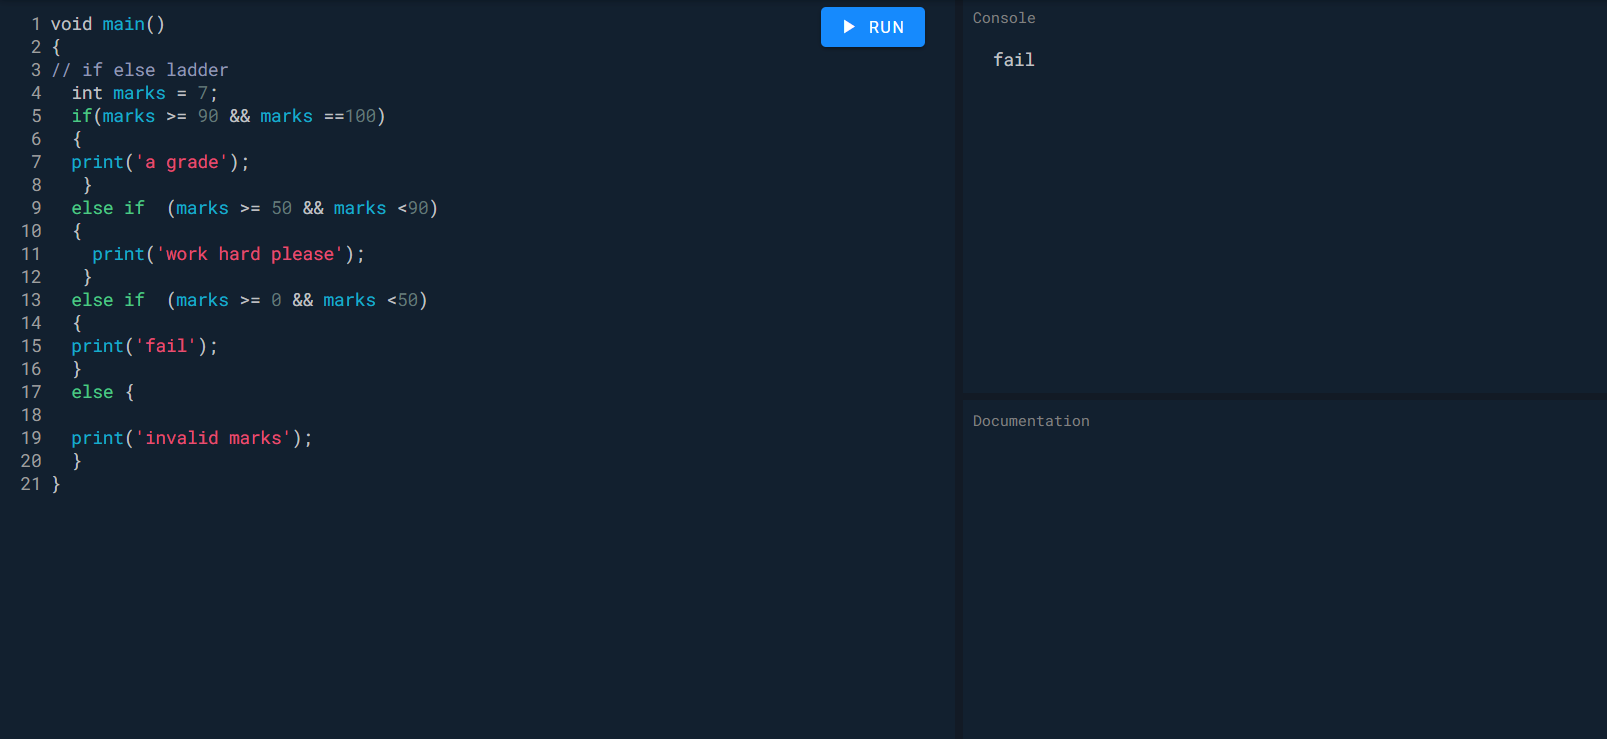 1 void main()
2 {
3 // if else ladder
4   int marks = 7;
5   if(marks >= 90 && marks ==100)
6   {
7   print('a grade');
8    }
9   else if  (marks >= 50 && marks <90)
10   {
11     print('work hard please');
12    }
13   else if  (marks >= 0 && marks <50)
14   {
15   print('fail');
16   }
17   else {
18
19   print('invalid marks');
20   }
21 }
RUN
Console
fail
Documentation